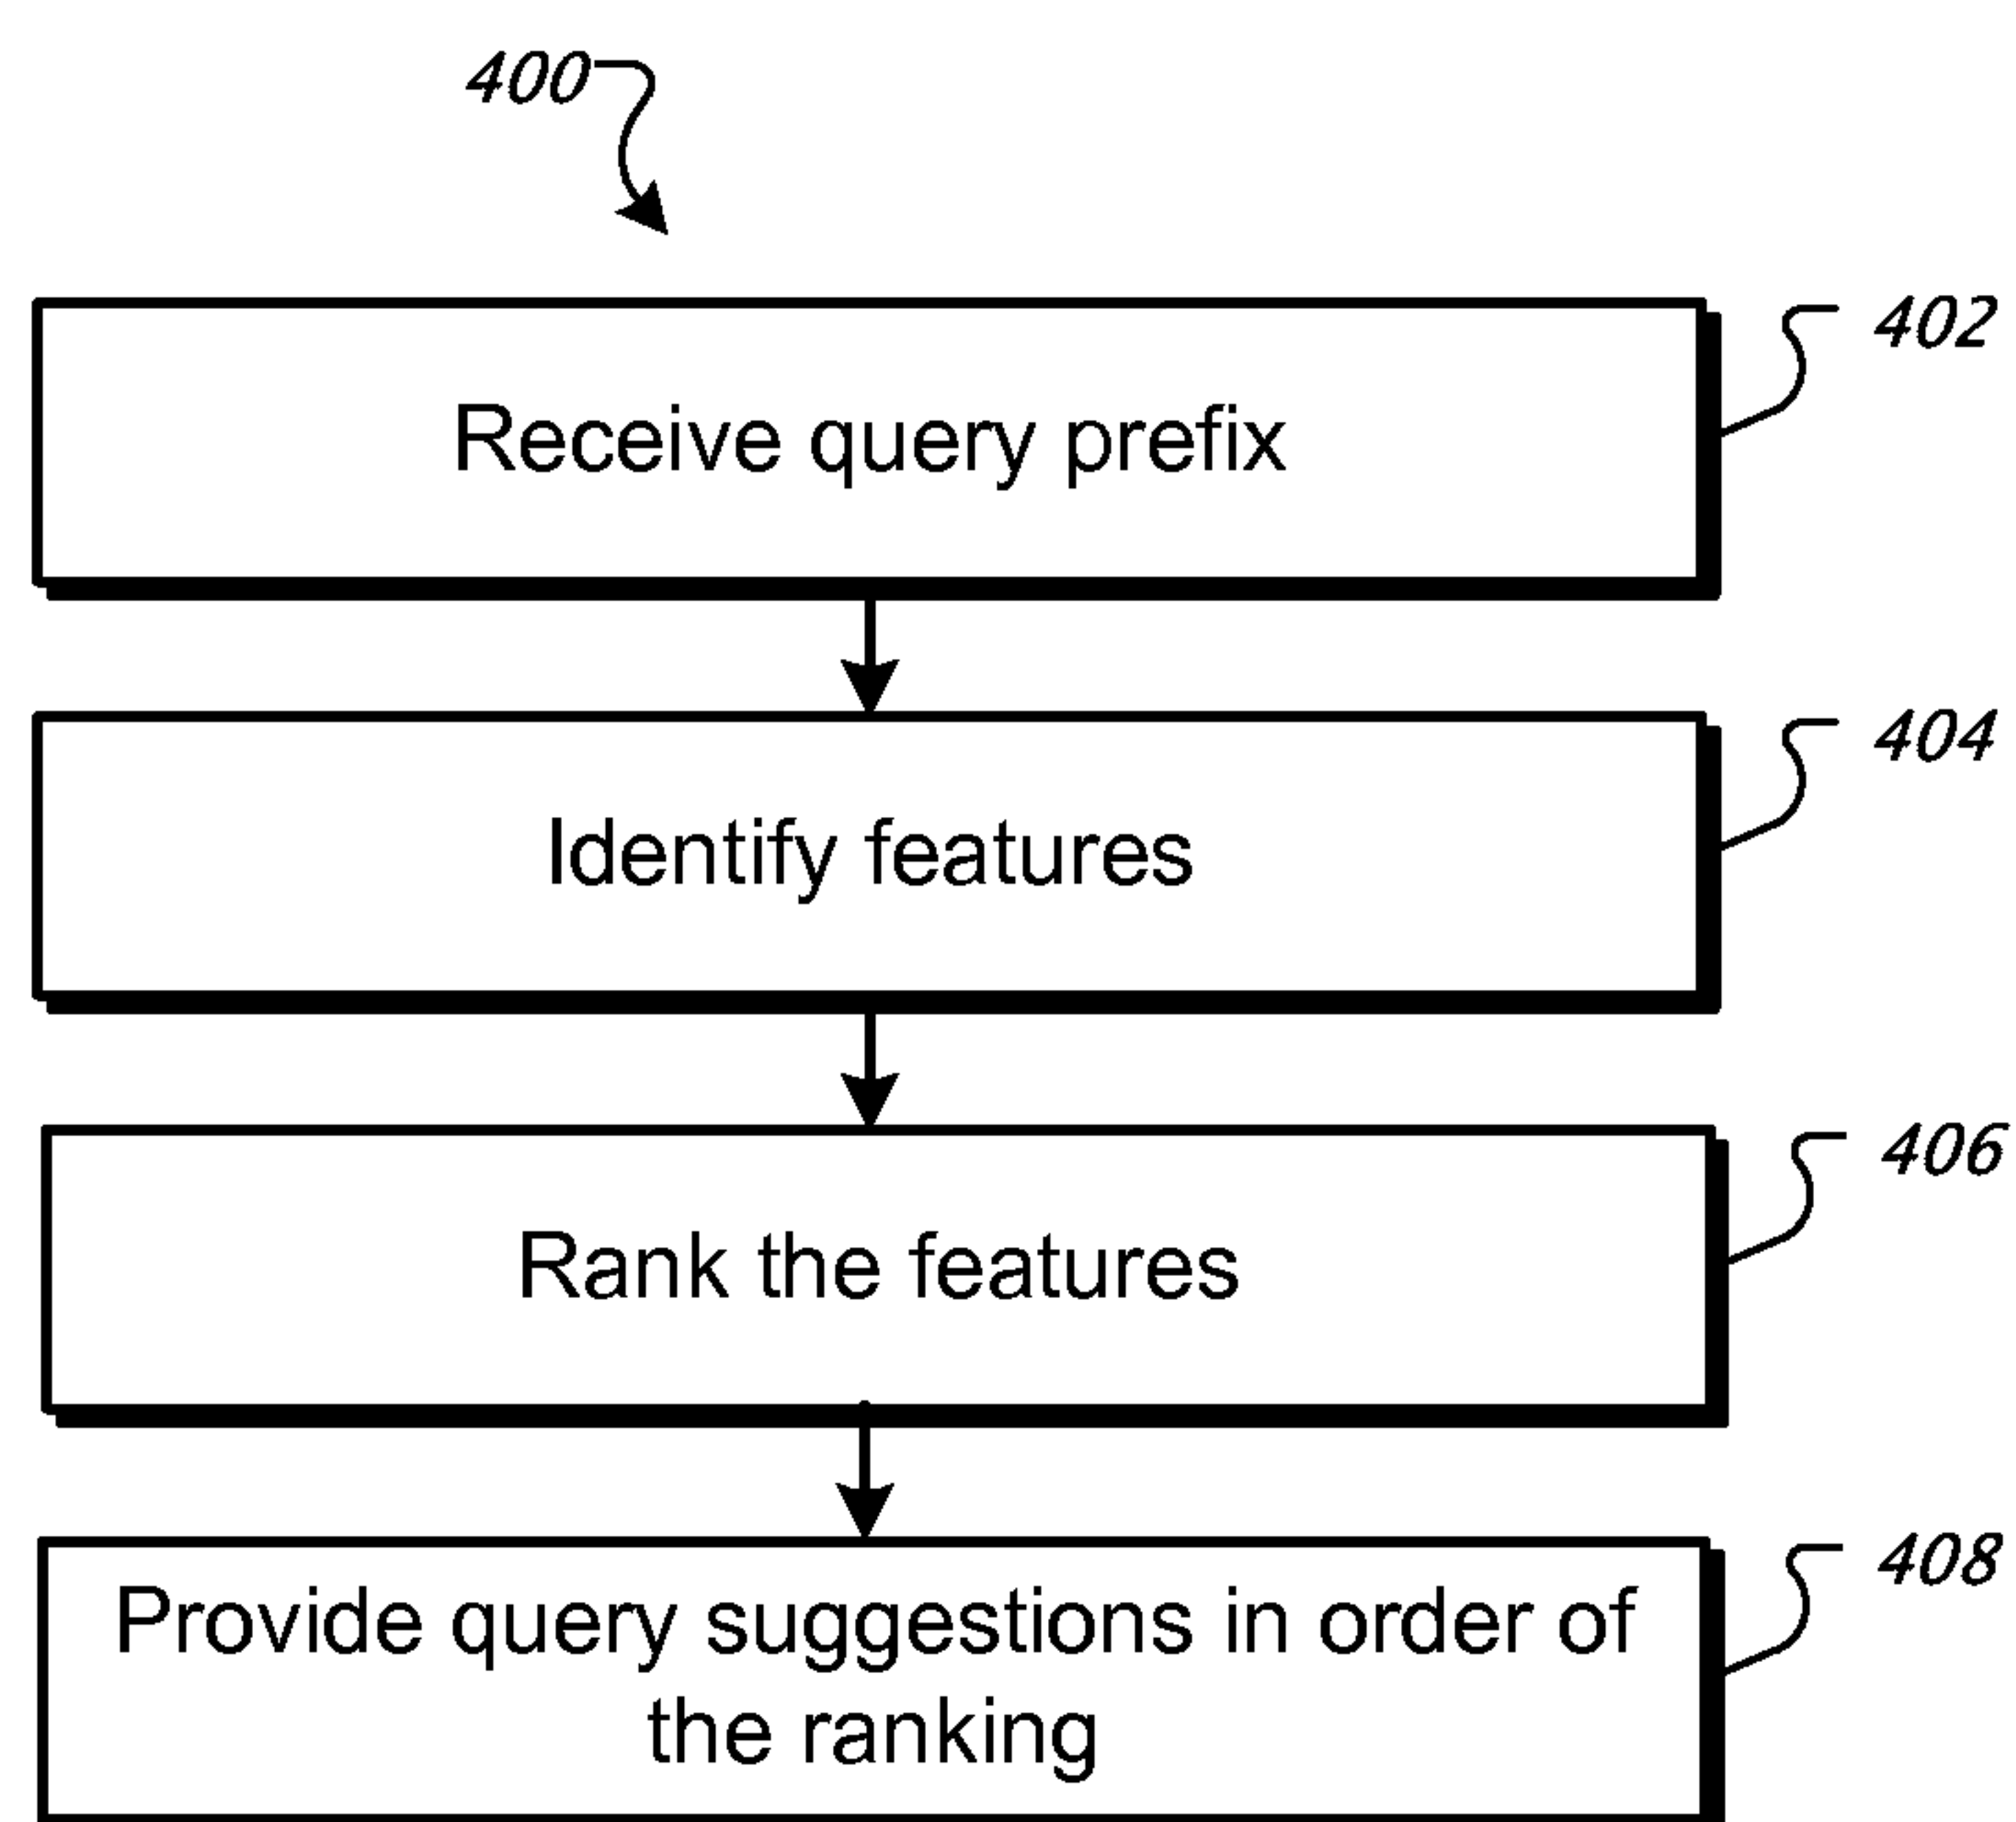 400
402
Receive query prefix
404
Identify features
406
Rank the features
408
Provide query suggestions in order of
the ranking